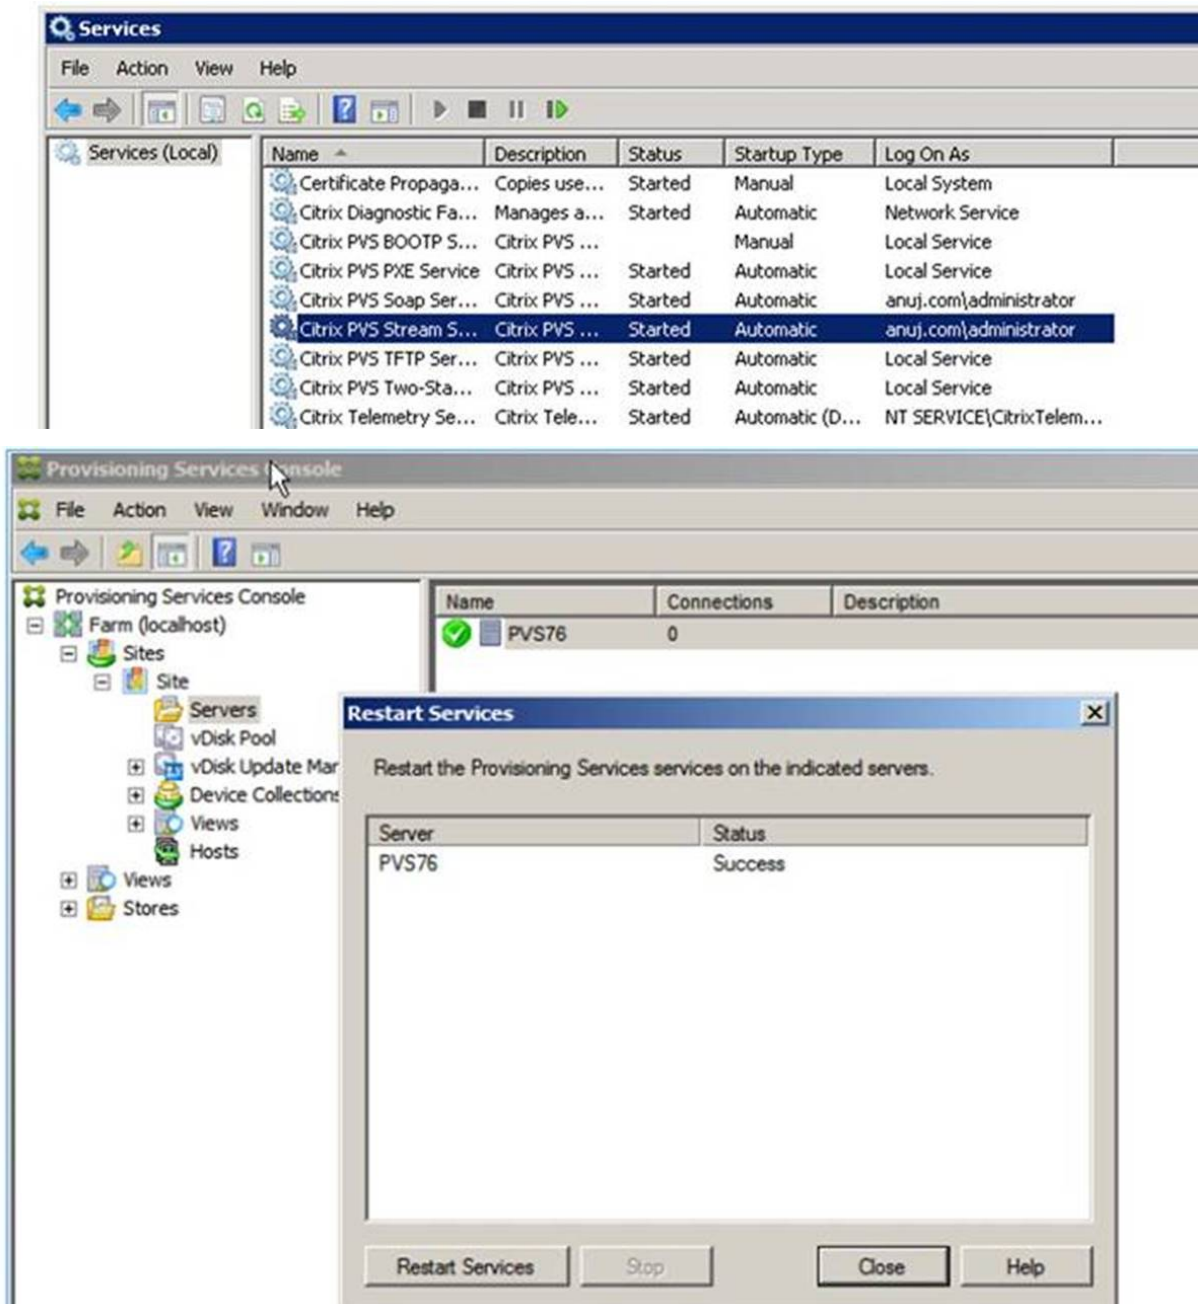 Services
File Action View Help
Services (Local)
Name Description Status Startup Type Log On As
Certificate Propaga... Copies use... Started Manual Local System
Citrix Diagnostic Fa... Manages a... Started Automatic Network Service
Citrix PVS BOOTP S... Citrix PVS ... Manual Local Service
Citrix PVS PXE Service Citrix PVS ... Started Automatic Local Service
Citrix PVS Soap Ser... Citrix PVS ... Started Automatic anuj.com\administrator
Citrix PVS Stream S... Citrix PVS ... Started Automatic anuj.com\administrator
Citrix PVS TFTP Ser... Citrix PVS ... Started Automatic Local Service
Citrix PVS Two-Sta... Citrix PVS ... Started Automatic Local Service
Citrix Telemetry Se... Citrix Tele... Started Automatic (D... NT SERVICE\CitrixTelem...
Provisioning Services Console
File Action View Window Help
Provisioning Services Console
Farm (localhost)
Sites
Site
Servers
vDisk Pool
vDisk Update Mar
Device Collections
Views
Hosts
Views
Stores
Name Connections Description
PVS76 0
Restart Services
Restart the Provisioning Services services on the indicated servers.
Server Status
PVS76 Success
Restart Services Stop Close Help